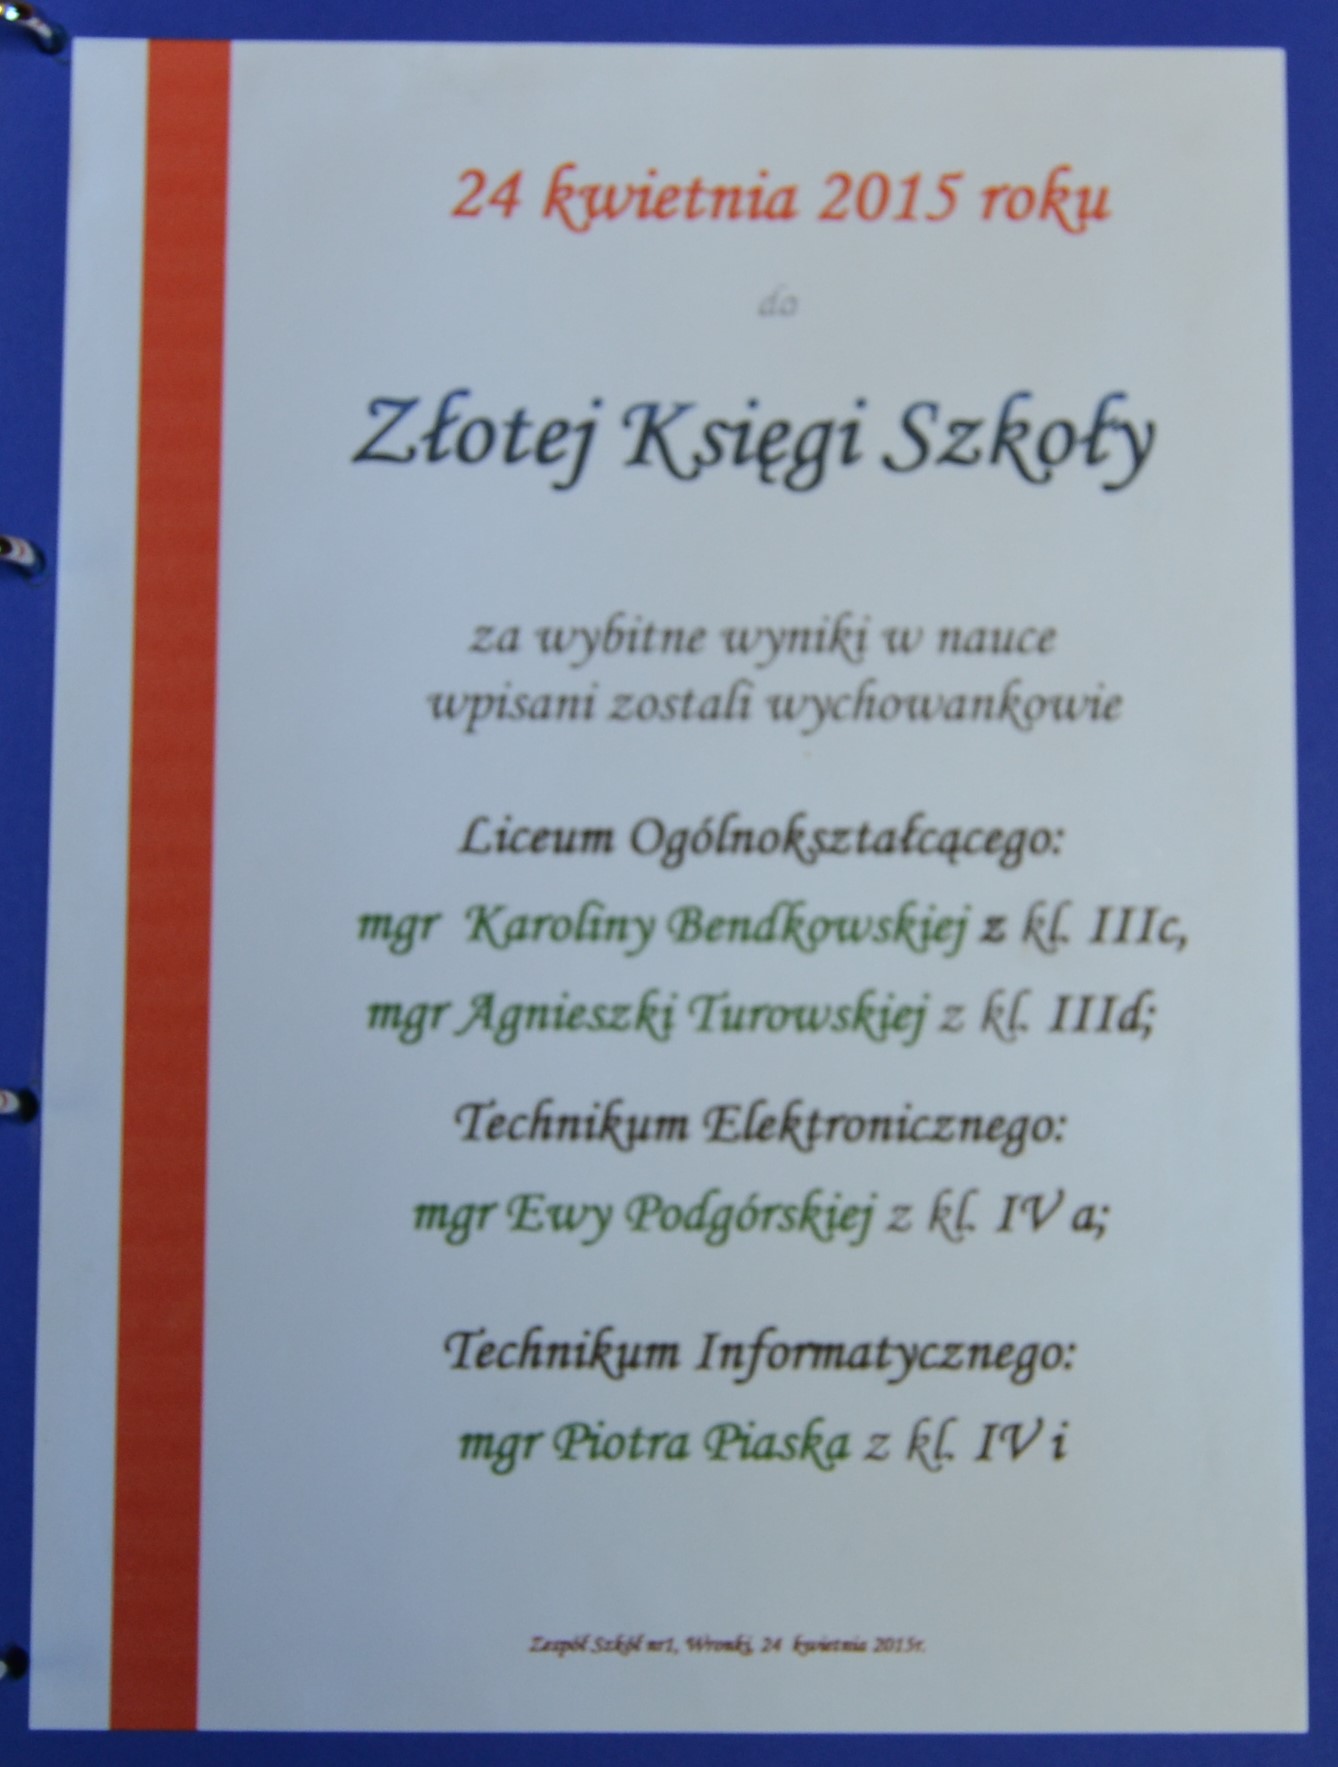 24 kwietnia 2015 roku
do
Złotej Księgi Szkoły
za wybitne wyniki w nauce
wpisani zostali wychowankowie
Liceum Ogólnokształcącego:
mgr Karoliny Bendkowskiej z kl. IIIc,
mgr Agnieszki Turowskiej z kl. IIId;
Technikum Elektronicznego:
mgr Ewy Podgórskiej z kl. IV a;
Technikum Informatycznego:
mgr Piotra Piaska z kl. IV i
Zespół Szkół nr1, Wronki, 24 kwietnia 2015r.